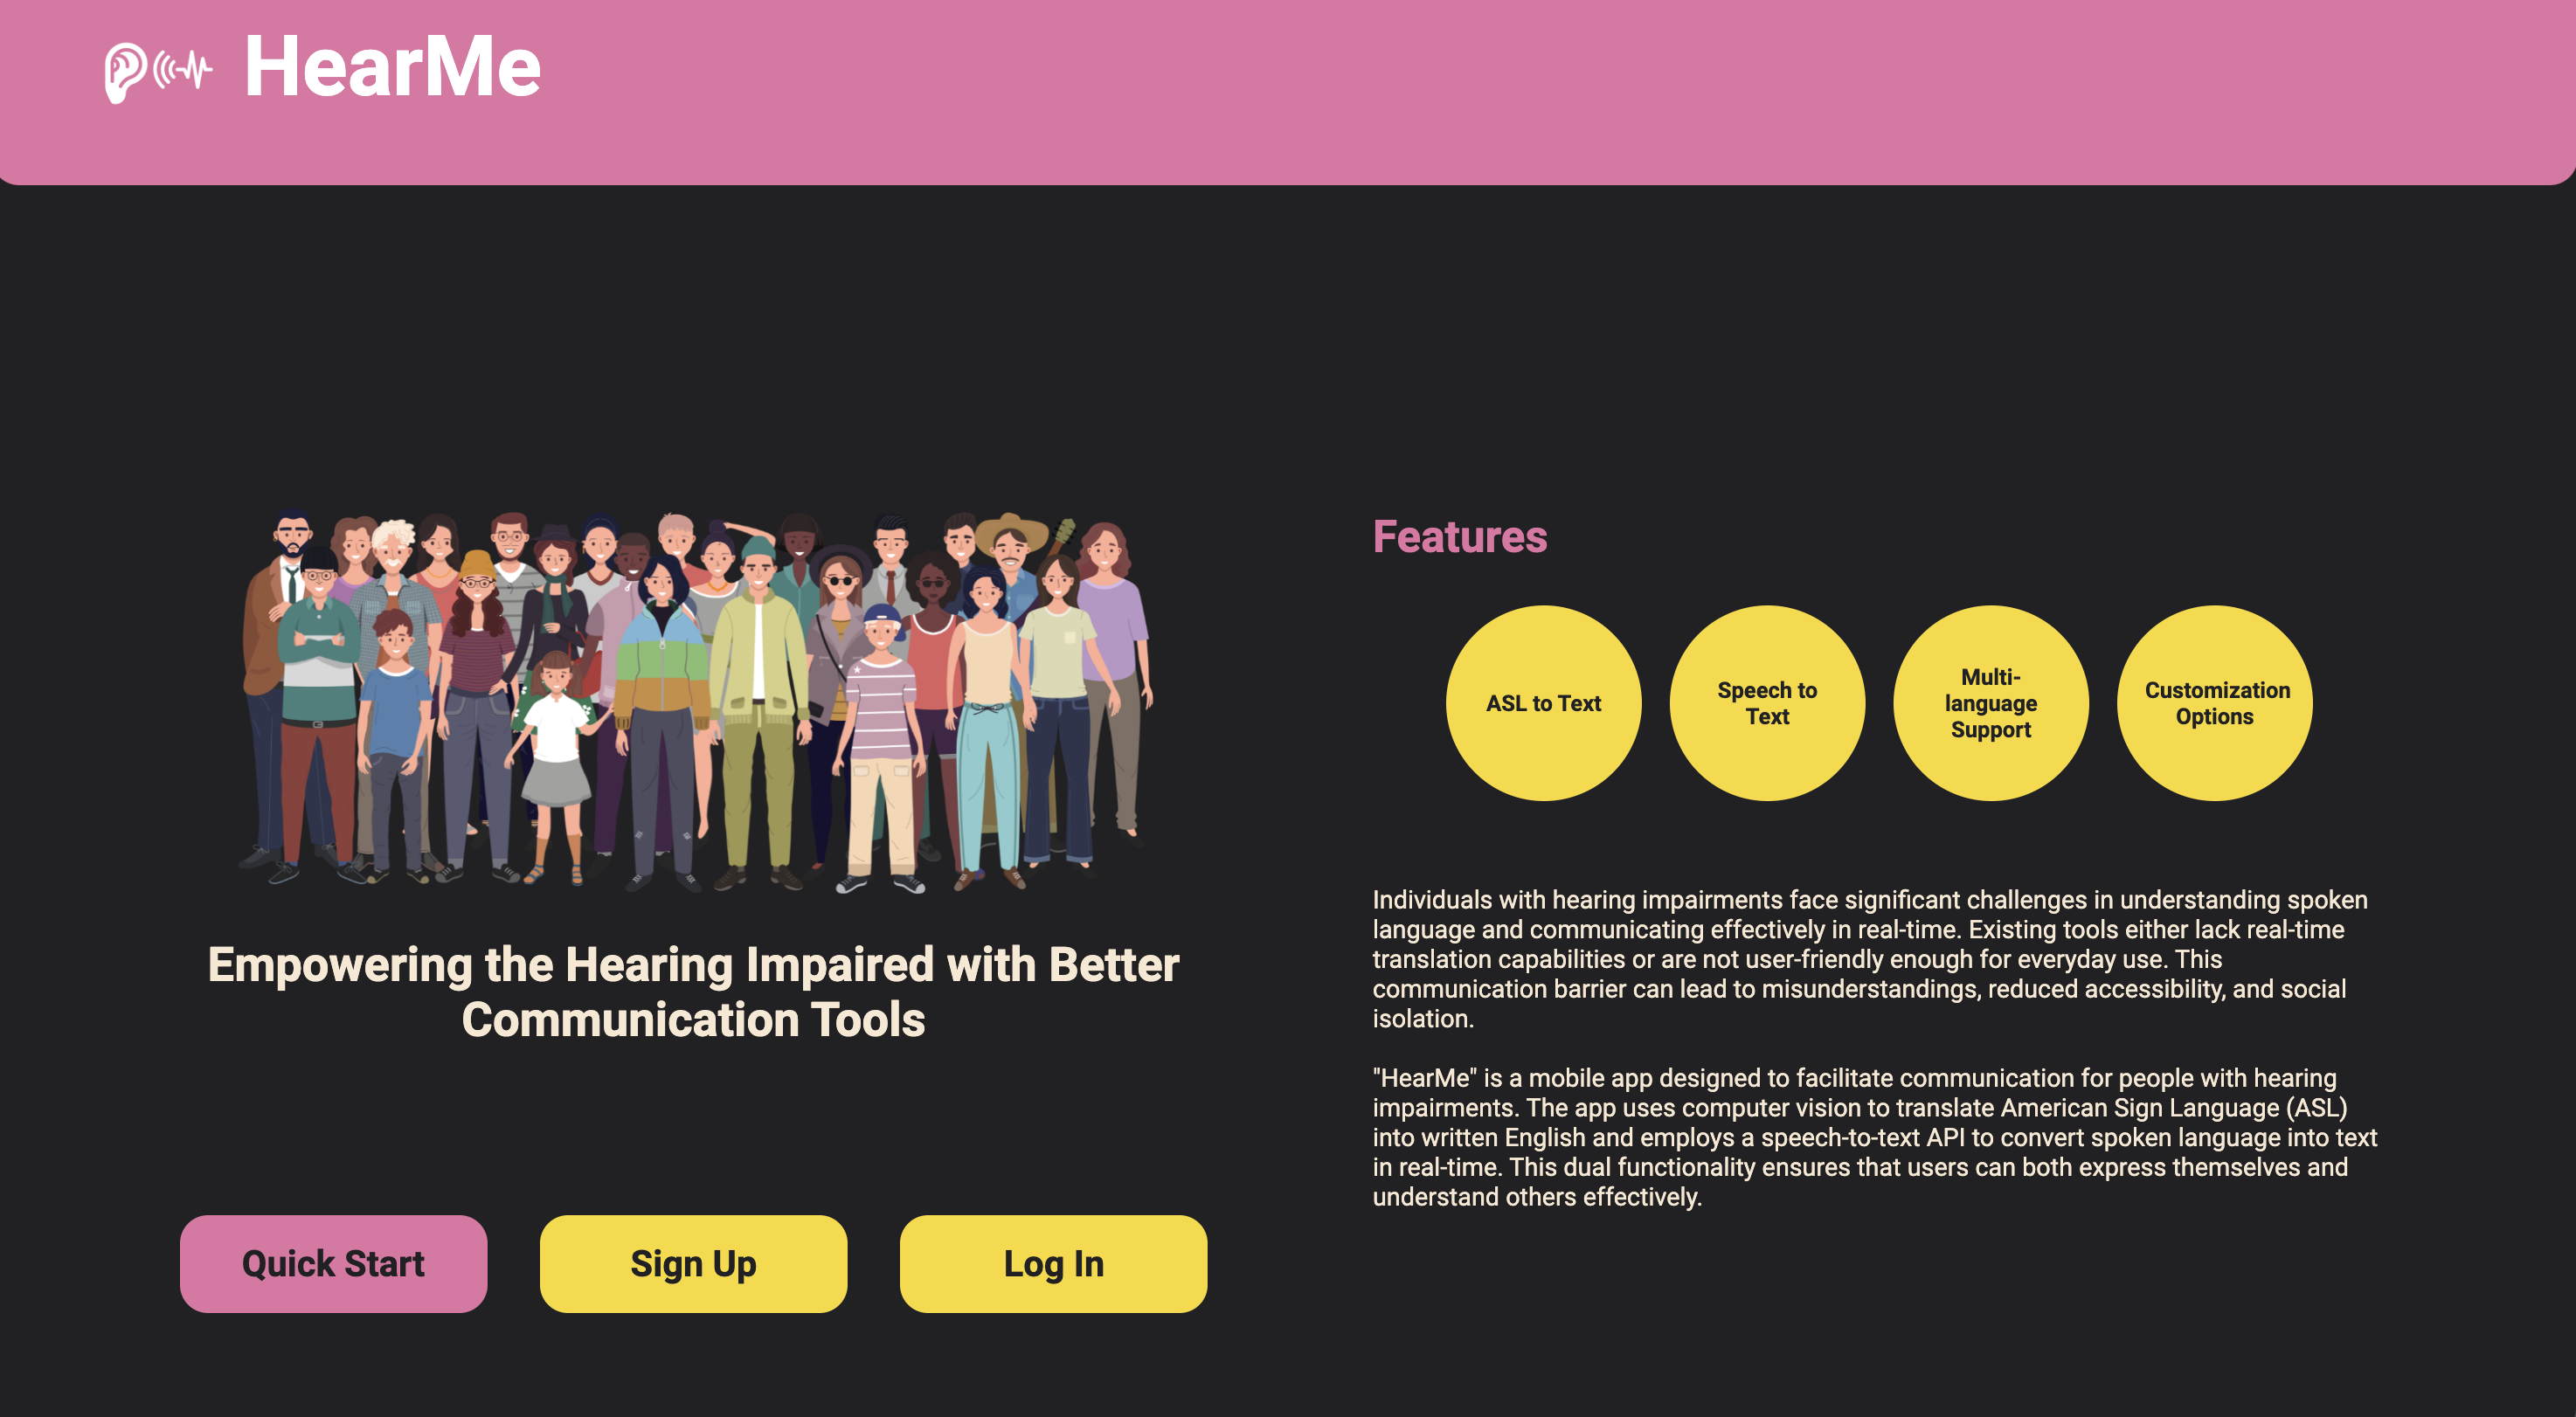 HearMe
Empowering the Hearing Impaired with Better
Communication Tools
Quick Start
Sign Up
Log In
Features
ASL to Text
Speech to
Text
Multi-
language
Support
Customization
Options
Individuals with hearing impairments face significant challenges in understanding spoken
language and communicating effectively in real-time. Existing tools either lack real-time
translation capabilities or are not user-friendly enough for everyday use. This
communication barrier can lead to misunderstandings, reduced accessibility, and social
isolation.
"HearMe" is a mobile app designed to facilitate communication for people with hearing
impairments. The app uses computer vision to translate American Sign Language (ASL)
into written English and employs a speech-to-text API to convert spoken language into text
in real-time. This dual functionality ensures that users can both express themselves and
understand others effectively.